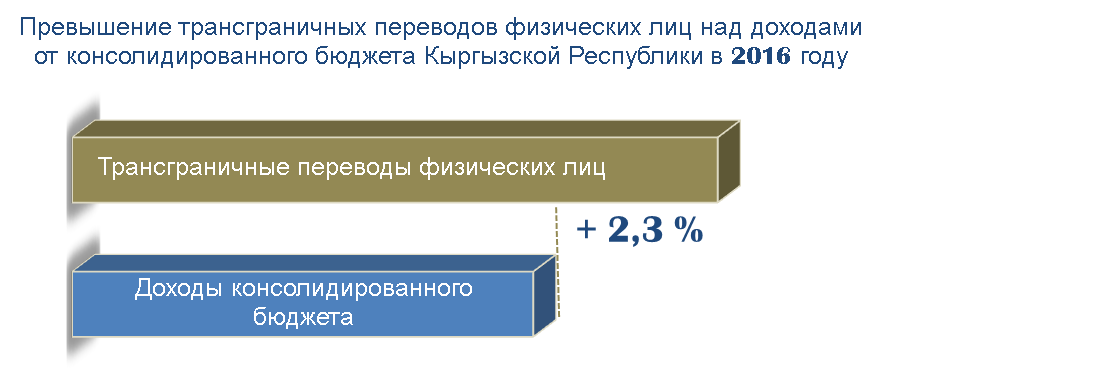 Превышение трансграничных переводов физических лиц над доходами
от консолидированного бюджета Кыргызской Республики в 2016 году
Трансграничные переводы физических лиц
+ 2,3 %
Доходы консолидированного
бюджета